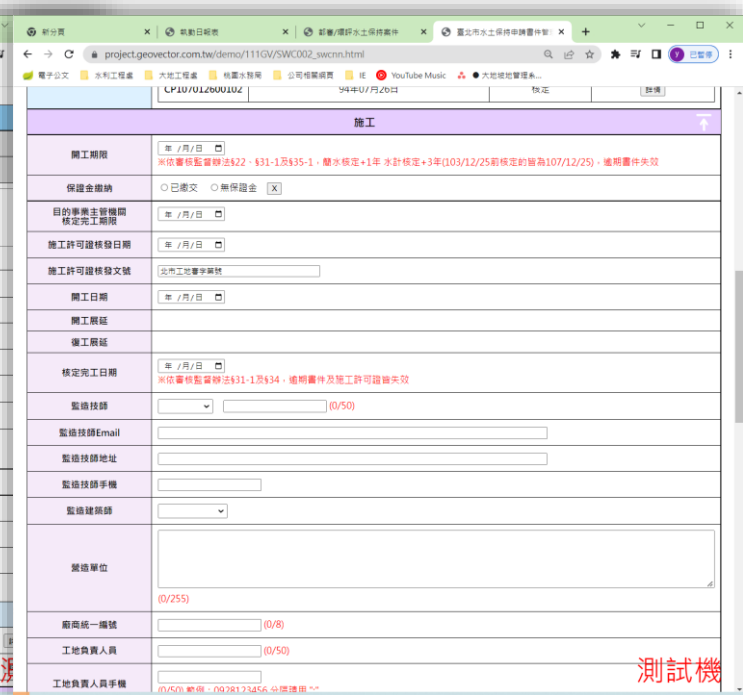 新分頁
執勤日報表
部審/環評水土保持案件
臺北市水土保持申請書件管
project.geovector.com.tw/demo/111GV/SWC002_swcnn.html
已暫停
電子公文 水利工程處 大地工程處 桃園水務局 公司相關網頁 IE YouTube Music ●大地坡地管理系...
CP107012600102 94年07月26日 核定 詳情
施工
開工期限 年 /月/日
※依審核監督辦法§22、§31-1及§35-1，簡水核定+1年 水計核定+3年(103/12/25前核定的皆為107/12/25)，逾期書件失效
保證金繳納 已繳交 無保證金 X
目的事業主管機關
核定完工期限 年 /月/日
施工許可證核發日期 年 /月/日
施工許可證核發文號 北市工地審字第號
開工日期 年 /月/日
開工展延
復工展延
核定完工日期 年 /月/日
※依審核監督辦法§31-1及§34，逾期書件及施工許可證皆失效
監造技師 (0/50)
監造技師Email
監造技師地址
監造技師手機
監造建築師
營造單位
(0/255)
廠商統一編號 (0/8)
工地負責人員 (0/50)
工地負責人員手機
(0/50) 範例：0928123456 分隔請用
測試機